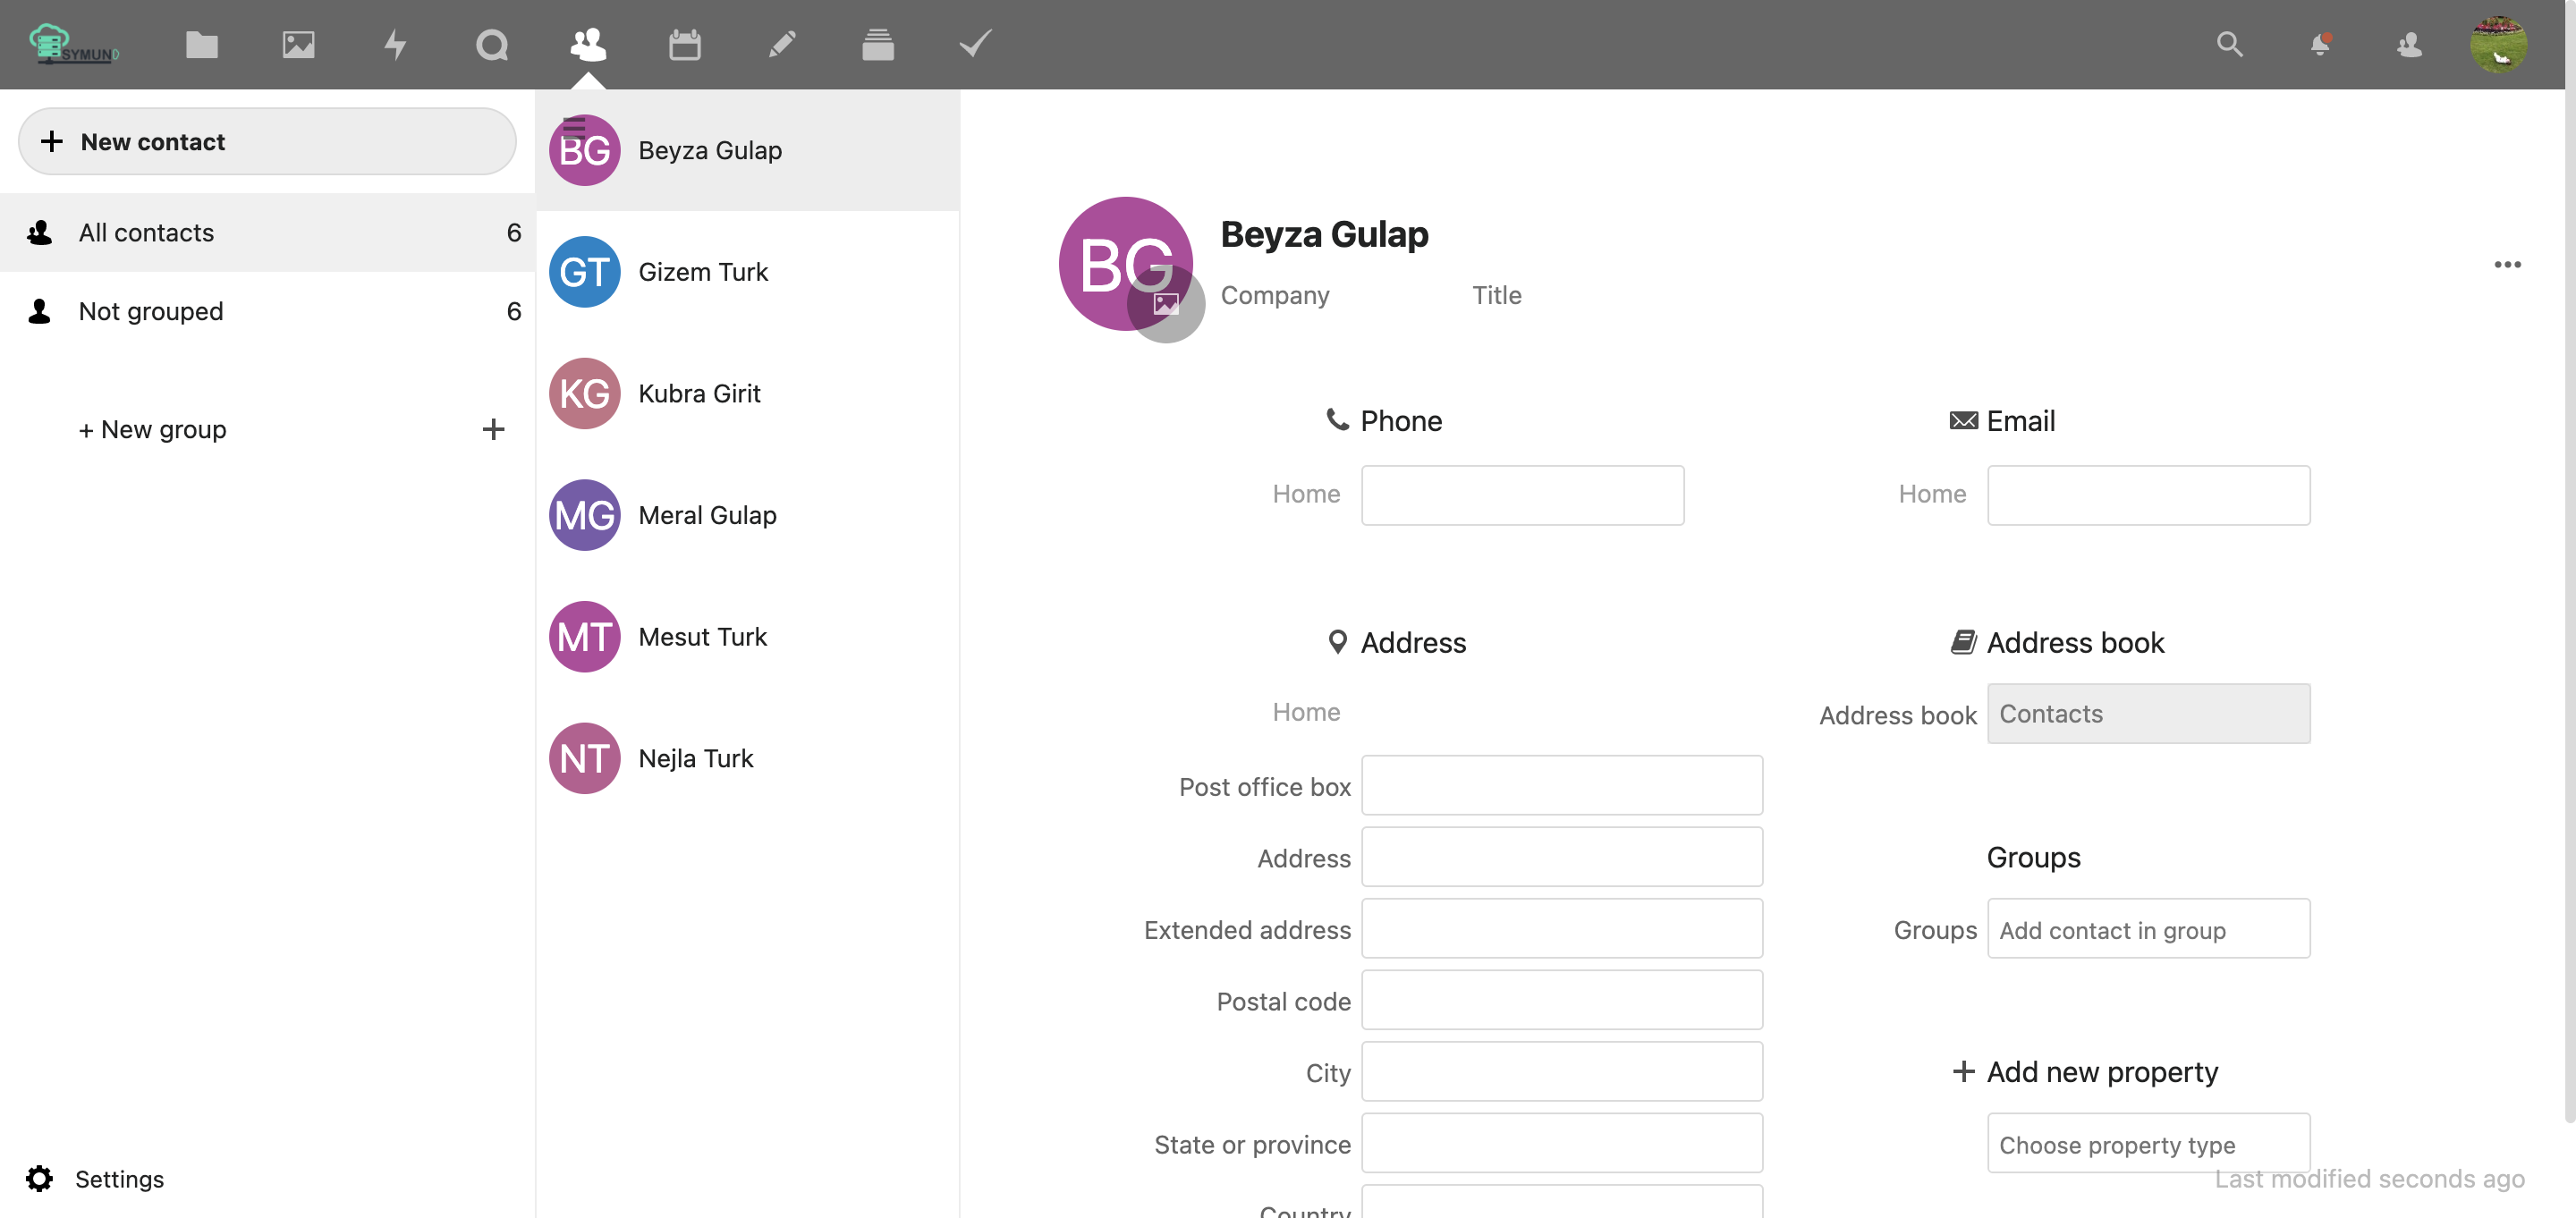 SYMUND
New contact
All contacts 6
Not grouped 6
+ New group
Settings
BG Beyza Gulap
GT Gizem Turk
KG Kubra Girit
MG Meral Gulap
MT Mesut Turk
NT Nejla Turk
BG
Beyza Gulap
Company Title
Phone
Home
Email
Home
Address
Home
Post office box
Address
Extended address
Postal code
City
State or province
Country
Address book
Address book Contacts
Groups
Groups Add contact in group
Add new property
Choose property type
Last modified seconds ago